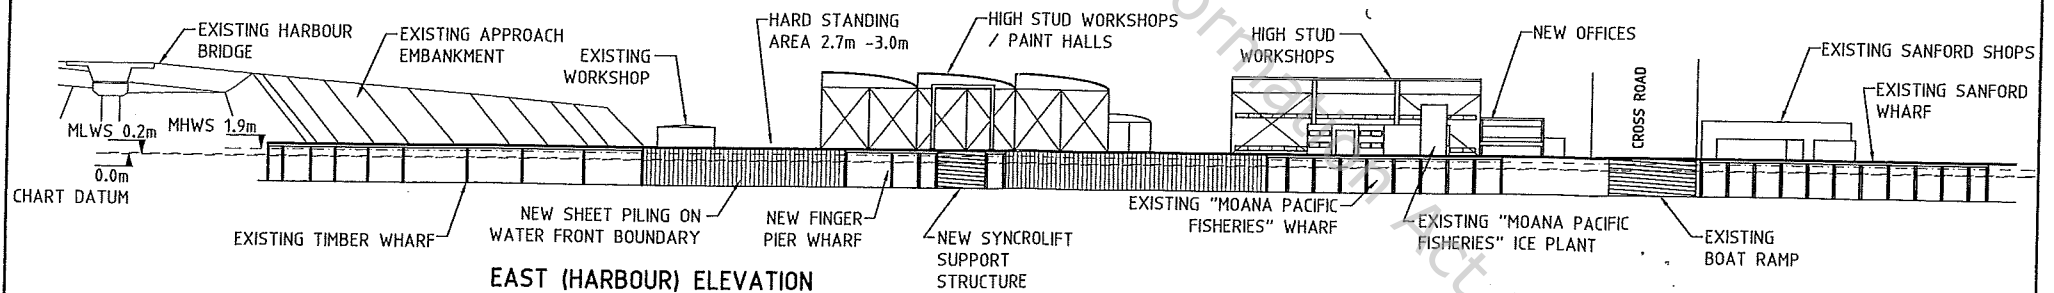 EXISTING HARBOUR
BRIDGE
EXISTING APPROACH
EMBANKMENT
EXISTING
WORKSHOP
HARD STANDING
AREA 2.7m -3.0m
HIGH STUD WORKSHOPS
/ PAINT HALLS
HIGH STUD
WORKSHOPS
NEW OFFICES
CROSS ROAD
EXISTING SANFORD SHOPS
EXISTING SANFORD
WHARF
MLWS 0.2m
MHWS 1.9m
0.0m
CHART DATUM
EXISTING TIMBER WHARF
NEW SHEET PILING ON
WATER FRONT BOUNDARY
NEW FINGER
PIER WHARF
NEW SYNCROLIFT
SUPPORT
STRUCTURE
EXISTING "MOANA PACIFIC
FISHERIES" WHARF
EXISTING "MOANA PACIFIC
FISHERIES" ICE PLANT
EXISTING
BOAT RAMP
EAST (HARBOUR) ELEVATION
ormation Act